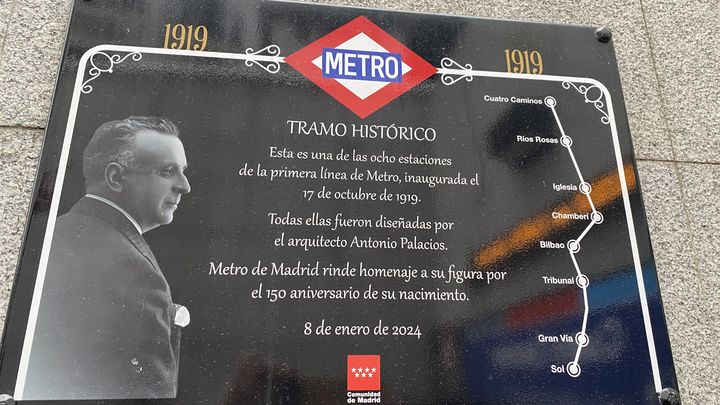 1919
METRO
1919
TRAMO HISTÓRICO
Esta es una de las ocho estaciones
de la primera línea de Metro, inaugurada el
17 de octubre de 1919.
Todas ellas fueron diseñadas por
el arquitecto Antonio Palacios.
Metro de Madrid rinde homenaje a su figura por
el 150 aniversario de su nacimiento.
8 de enero de 2024
Comunidad
de Madrid
Cuatro Caminos
Ríos Rosas
Iglesia
Chamberí
Bilbao
Tribunal
Gran Vía
Sol